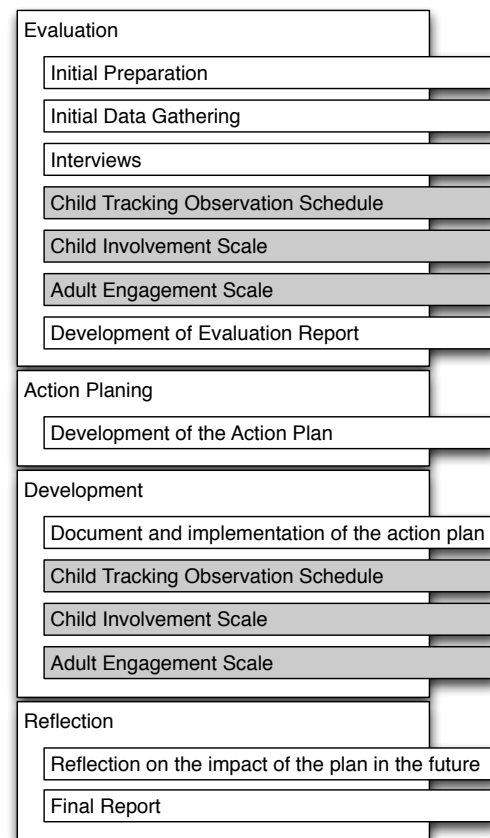 Evaluation
Initial Preparation
Initial Data Gathering
Interviews
Child Tracking Observation Schedule
Child Involvement Scale
Adult Engagement Scale
Development of Evaluation Report
Action Planing
Development of the Action Plan
Development
Document and implementation of the action plan
Child Tracking Observation Schedule
Child Involvement Scale
Adult Engagement Scale
Reflection
Reflection on the impact of the plan in the future
Final Report